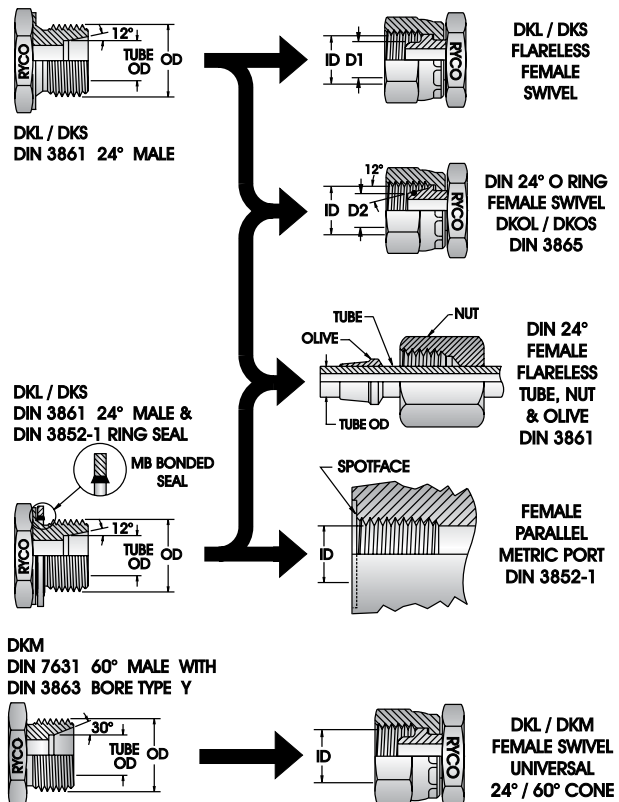 RYCO
12°
TUBE
OD
OD
DKL / DKS
DIN 3861 24° MALE
ID D1
RYCO
DKL / DKS
FLARELESS
FEMALE
SWIVEL
12°
ID D2
RYCO
DIN 24° O RING
FEMALE SWIVEL
DKOL / DKOS
DIN 3865
TUBE
NUT
OLIVE
TUBE OD
DIN 24°
FEMALE
FLARELESS
TUBE, NUT
& OLIVE
DIN 3861
DKL / DKS
DIN 3861 24° MALE &
DIN 3852-1 RING SEAL
MB BONDED
SEAL
RYCO
12°
TUBE
OD
OD
SPOTFACE
ID
FEMALE
PARALLEL
METRIC PORT
DIN 3852-1
DKM
DIN 7631 60° MALE WITH
DIN 3863 BORE TYPE Y
RYCO
30°
TUBE
OD
OD
ID
RYCO
DKL / DKM
FEMALE SWIVEL
UNIVERSAL
24° / 60° CONE